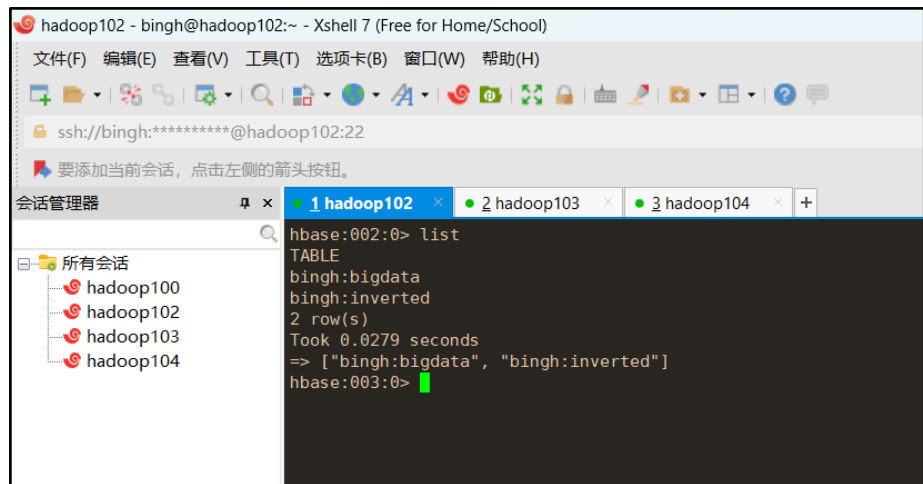 hadoop102 - bingh@hadoop102:~ - Xshell 7 (Free for Home/School)
文件(F) 编辑(E) 查看(V) 工具(T) 选项卡(B) 窗口(W) 帮助(H)
ssh://bingh:**********@hadoop102:22
要添加当前会话，点击左侧的箭头按钮。
会话管理器
1 hadoop102
2 hadoop103
3 hadoop104
所有会话
hadoop100
hadoop102
hadoop103
hadoop104
hbase:002:0> list
TABLE
bingh:bigdata
bingh:inverted
2 row(s)
Took 0.0279 seconds
=> ["bingh:bigdata", "bingh:inverted"]
hbase:003:0>